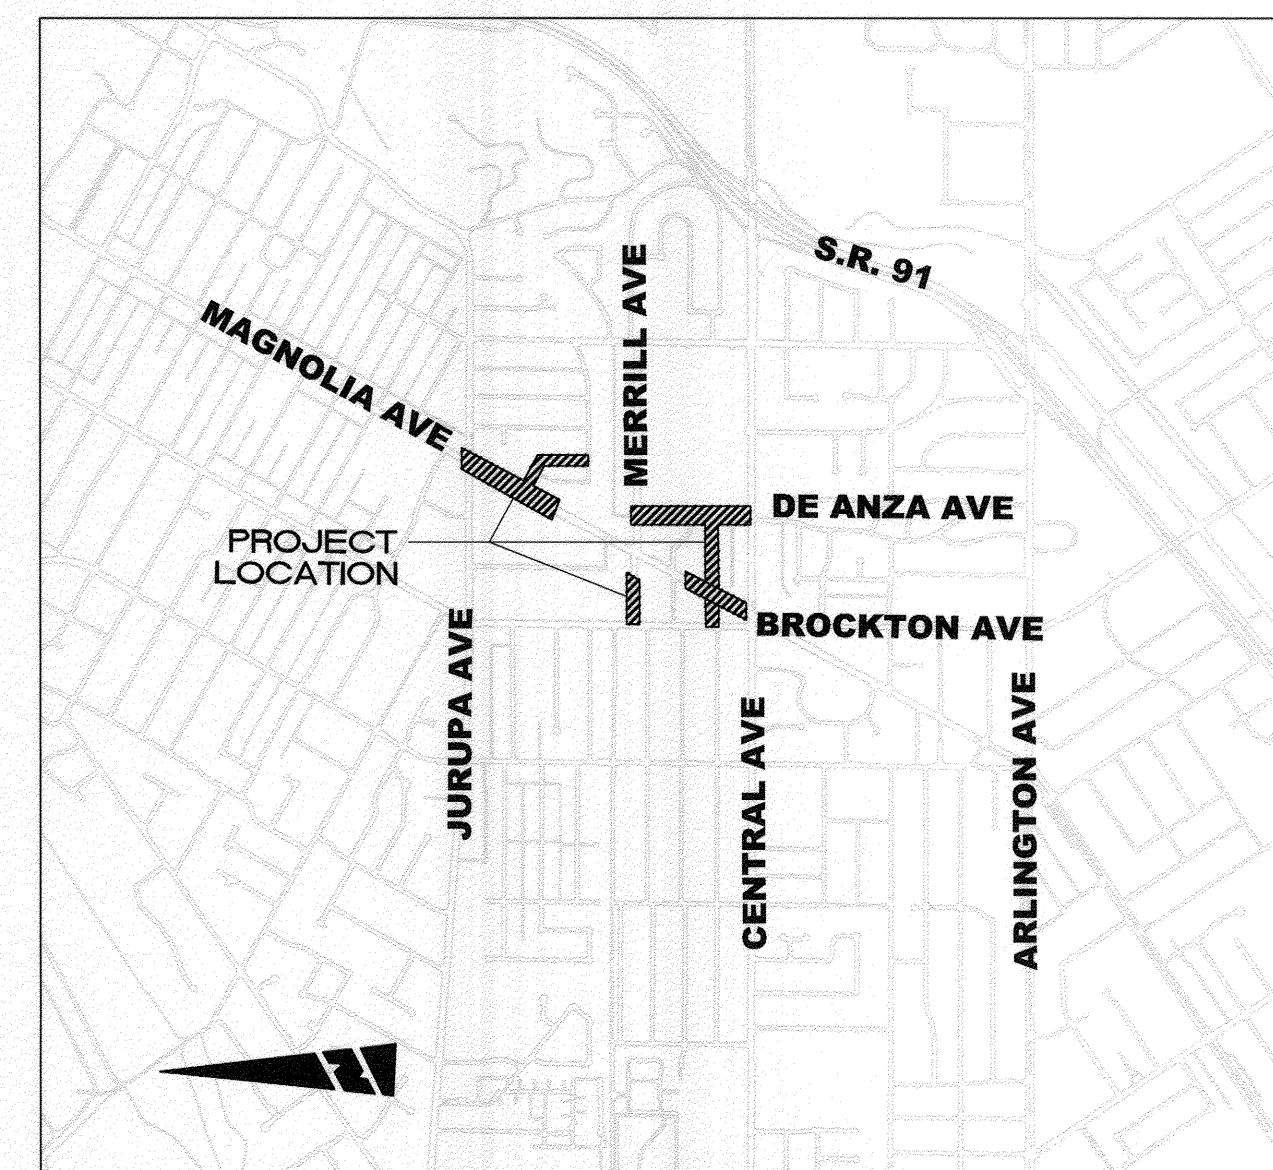 S.R. 91
MERRILL AVE
MAGNOLIA AVE
DE ANZA AVE
PROJECT
LOCATION
BROCKTON AVE
JURUPA AVE
CENTRAL AVE
ARLINGTON AVE
N